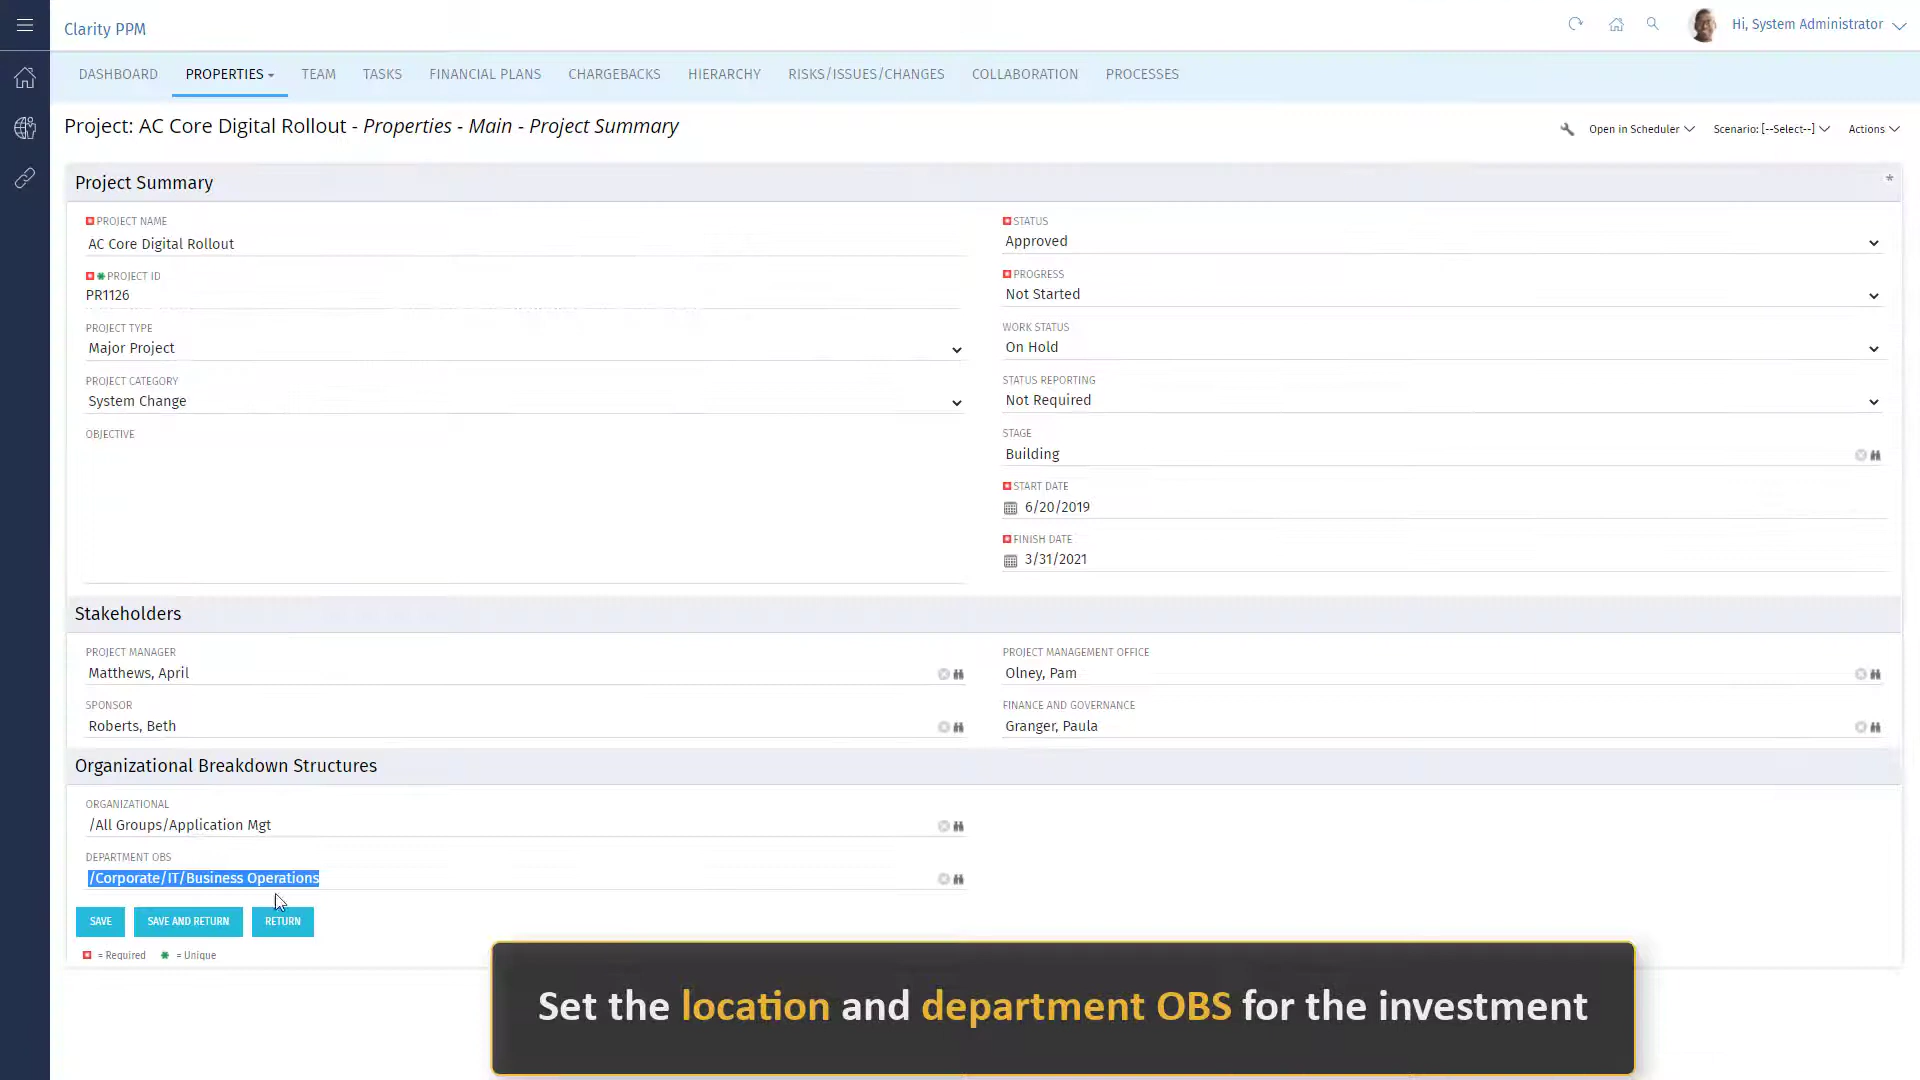 Clarity PPM
Hi, System Administrator
DASHBOARD PROPERTIES TEAM TASKS FINANCIAL PLANS CHARGEBACKS HIERARCHY RISKS/ISSUES/CHANGES COLLABORATION PROCESSES
Project: AC Core Digital Rollout - Properties - Main - Project Summary
Open in Scheduler Scenario: [--Select--] Actions
Project Summary
PROJECT NAME
AC Core Digital Rollout
PROJECT ID
PR1126
PROJECT TYPE
Major Project
PROJECT CATEGORY
System Change
OBJECTIVE
STATUS
Approved
PROGRESS
Not Started
WORK STATUS
On Hold
STATUS REPORTING
Not Required
STAGE
Building
START DATE
6/20/2019
FINISH DATE
3/31/2021
Stakeholders
PROJECT MANAGER
Matthews, April
SPONSOR
Roberts, Beth
PROJECT MANAGEMENT OFFICE
Olney, Pam
FINANCE AND GOVERNANCE
Granger, Paula
Organizational Breakdown Structures
ORGANIZATIONAL
/All Groups/Application Mgt
DEPARTMENT OBS
/Corporate/IT/Business Operations
SAVE SAVE AND RETURN RETURN
= Required = Unique
Set the location and department OBS for the investment